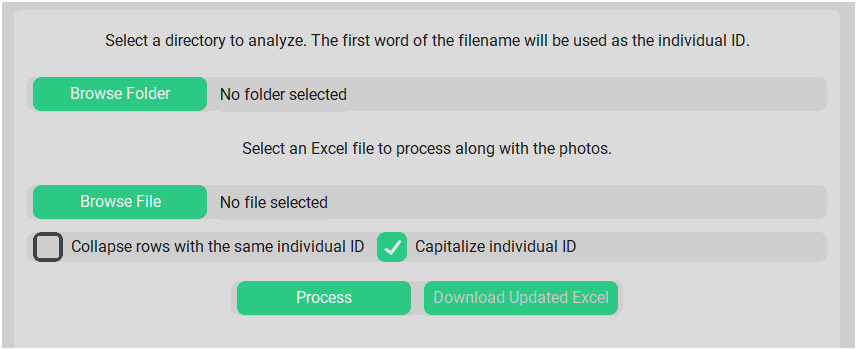 Select a directory to analyze. The first word of the filename will be used as the individual ID.
Browse Folder No folder selected
Select an Excel file to process along with the photos.
Browse File No file selected
Collapse rows with the same individual ID Capitalize individual ID
Process Download Updated Excel